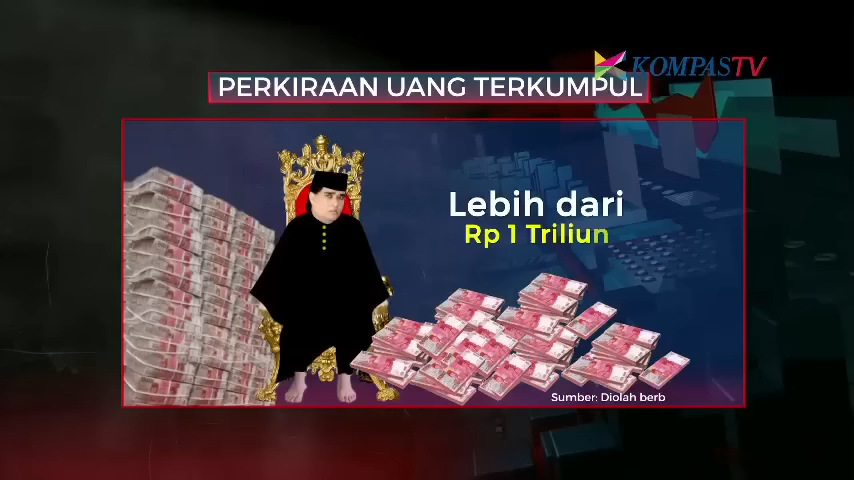 KOMPASTV
PERKIRAAN UANG TERKUMPUL
Lebih dari
Rp 1 Triliun
Sumber: Diolah berb